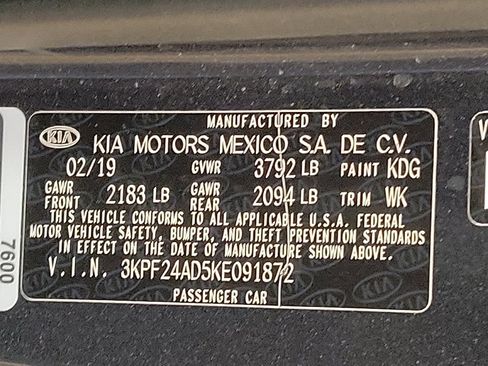 MANUFACTURED BY
KIA KIA MOTORS MEXICO S.A. DE C.V.
02/19 GVWR 3792 LB PAINT KDG
GAWR FRONT 2183 LB GAWR REAR 2094 LB TRIM WK
THIS VEHICLE CONFORMS TO ALL APPLICABLE U.S.A. FEDERAL
MOTOR VEHICLE SAFETY, BUMPER, AND THEFT PREVENTION STANDARDS
IN EFFECT ON THE DATE OF MANUFACTURE SHOWN ABOVE.
V.I.N. 3KPF24AD5KE091872
PASSENGER CAR
7600
V